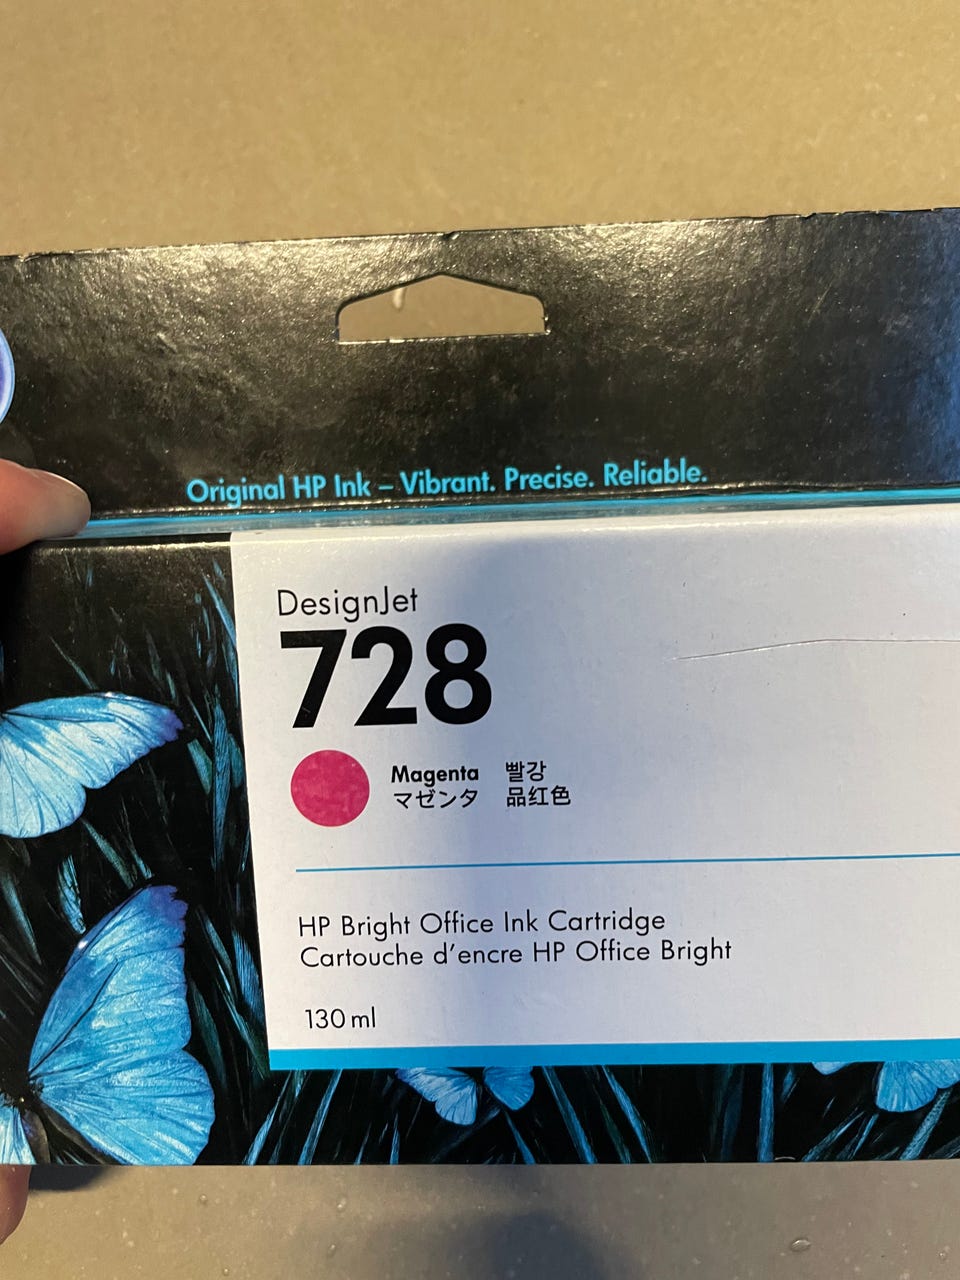 Original HP Ink – Vibrant. Precise. Reliable.
DesignJet
728
Magenta 빨강
マゼンタ 品红色
HP Bright Office Ink Cartridge
Cartouche d’encre HP Office Bright
130 ml